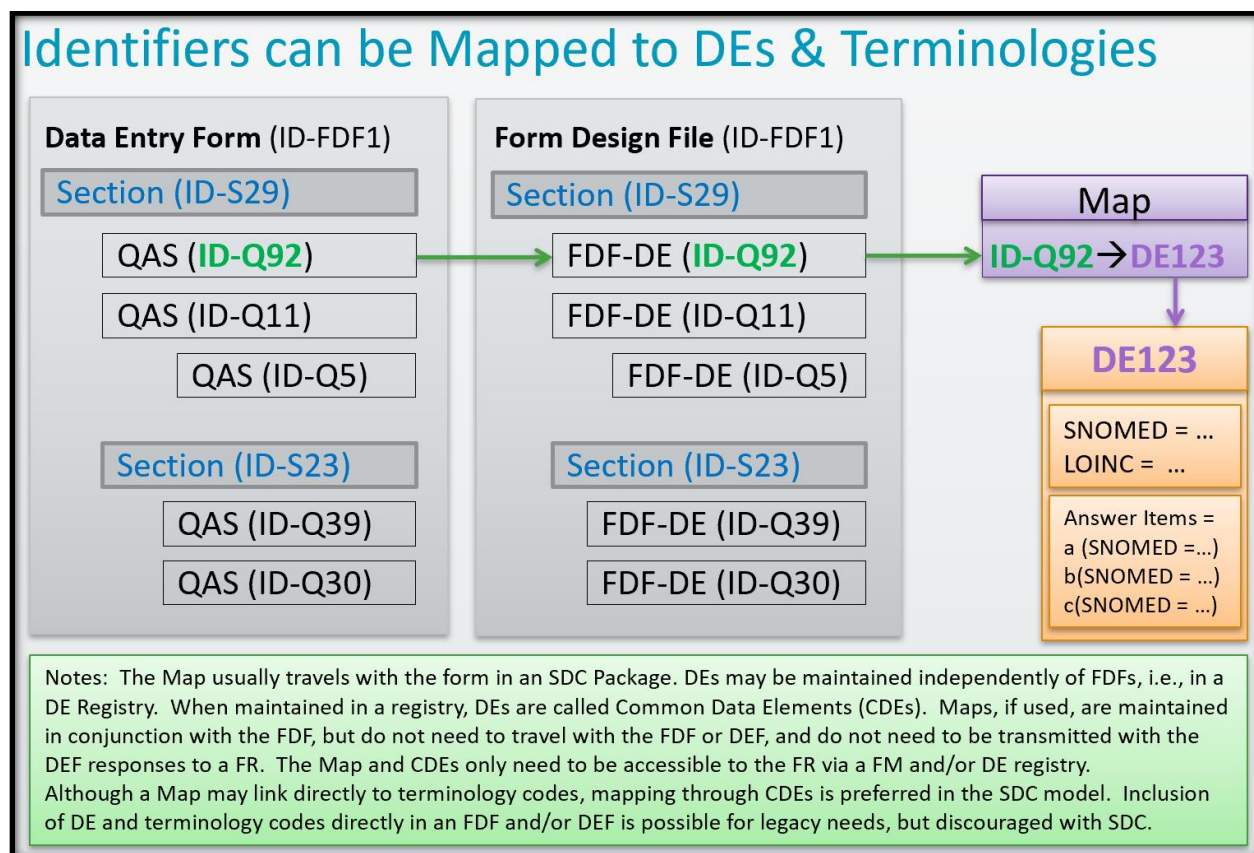 Identifiers can be Mapped to DEs & Terminologies
Data Entry Form (ID-FDF1)
Section (ID-S29)
QAS (ID-Q92)
QAS (ID-Q11)
QAS (ID-Q5)
Section (ID-S23)
QAS (ID-Q39)
QAS (ID-Q30)
Form Design File (ID-FDF1)
Section (ID-S29)
FDF-DE (ID-Q92)
FDF-DE (ID-Q11)
FDF-DE (ID-Q5)
Section (ID-S23)
FDF-DE (ID-Q39)
FDF-DE (ID-Q30)
Map
ID-Q92→DE123
DE123
SNOMED = ...
LOINC = ...
Answer Items =
a (SNOMED =...)
b(SNOMED = ...)
c(SNOMED = ...)
Notes: The Map usually travels with the form in an SDC Package. DEs may be maintained independently of FDFs, i.e., in a
DE Registry. When maintained in a registry, DEs are called Common Data Elements (CDEs). Maps, if used, are maintained
in conjunction with the FDF, but do not need to travel with the FDF or DEF, and do not need to be transmitted with the
DEF responses to a FR. The Map and CDEs only need to be accessible to the FR via a FM and/or DE registry.
Although a Map may link directly to terminology codes, mapping through CDEs is preferred in the SDC model. Inclusion
of DE and terminology codes directly in an FDF and/or DEF is possible for legacy needs, but discouraged with SDC.